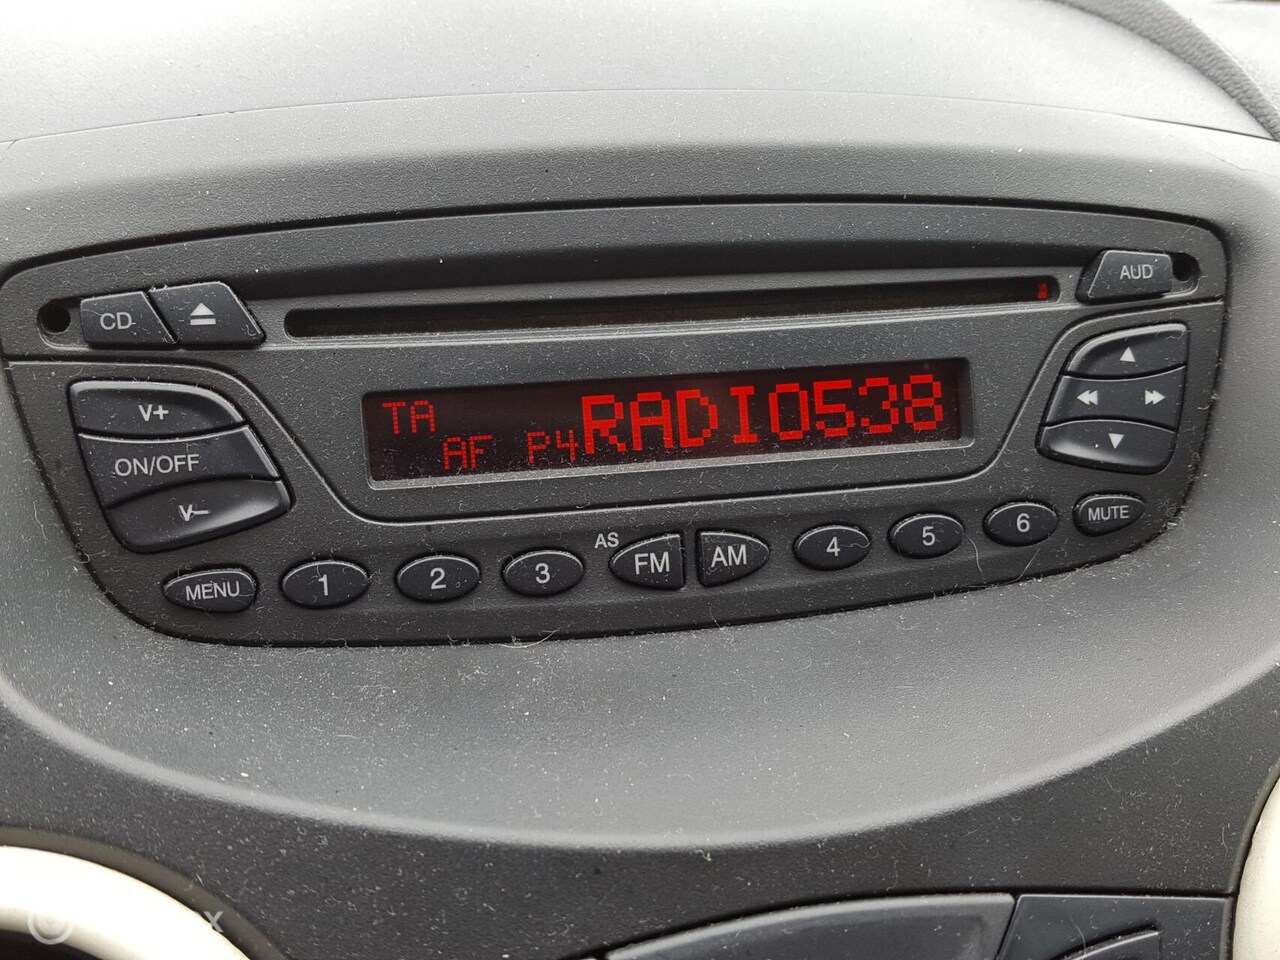 CD
AUD
V+
ON/OFF
V–
TA
AF P4 RADIO538
MENU
1
2
3
AS
FM
AM
4
5
6
MUTE